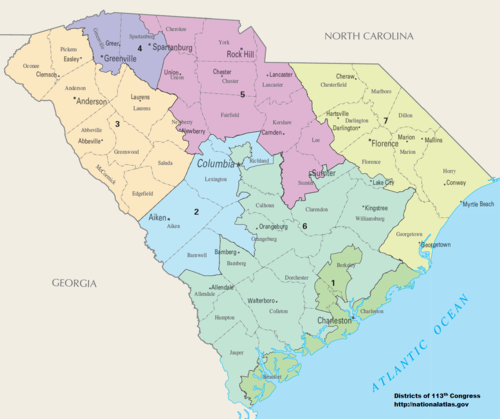 NORTH CAROLINA
Cherokee
Spartanburg
Greenville
Greer
4
Spartanburg
Greenville
York
Rock Hill
Pickens
Oconee
Easley
Clemson
Anderson
Anderson
Union
Union
Chester
Chester
Lancaster
Lancaster
5
Cheraw
Chesterfield
Marlboro
Laurens
Laurens
3
Abbeville
Abbeville
Greenwood
McCormick
Saluda
Edgefield
Newberry
Newberry
Fairfield
Kershaw
Camden
Lee
Hartsville
Darlington
Darlington
Dillon
7
Marion
Marion
Mullins
Florence
Florence
Horry
Conway
Myrtle Beach
Columbia
Richland
Lexington
Sumter
Sumter
Lake City
2
Aiken
Aiken
Calhoun
Clarendon
Kingstree
Williamsburg
Orangeburg
Orangeburg
6
Georgetown
Georgetown
Barnwell
Bamberg
Bamberg
Berkeley
Dorchester
1
GEORGIA
Allendale
Allendale
Walterboro
Colleton
Hampton
Charleston
Charleston
Jasper
Beaufort
ATLANTIC OCEAN
Districts of 113th Congress
http://nationalatlas.gov